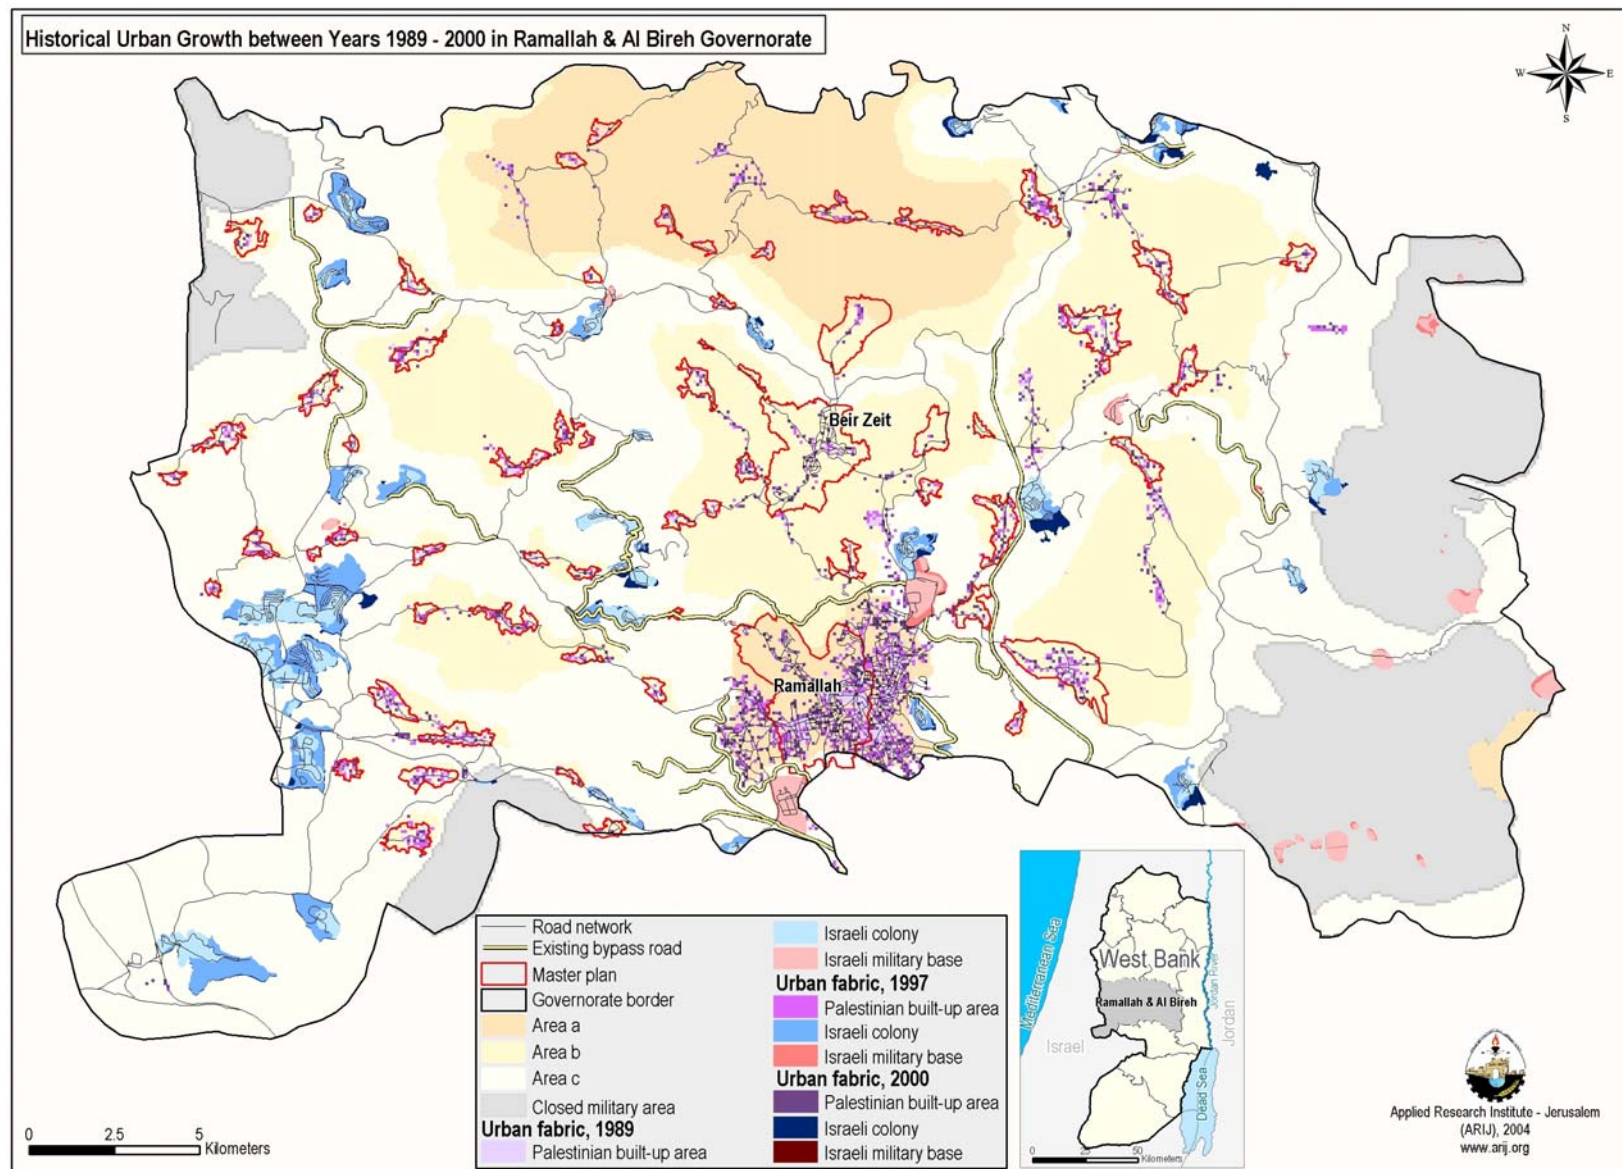 Historical Urban Growth between Years 1989 - 2000 in Ramallah & Al Bireh Governorate
N
W
E
S
Beir Zeit
Ramallah
Road network
Existing bypass road
Master plan
Governorate border
Area a
Area b
Area c
Closed military area
Urban fabric, 1989
Palestinian built-up area
Israeli colony
Israeli military base
Urban fabric, 1997
Palestinian built-up area
Israeli colony
Israeli military base
Urban fabric, 2000
Palestinian built-up area
Israeli colony
Israeli military base
0 2.5 5
Kilometers
Mediterranean Sea
West Bank
Ramallah & Al Bireh
Jordan River
Jordan
Israel
Dead Sea
0 25 50
Kilometers
Applied Research Institute - Jerusalem
(ARIJ), 2004
www.arij.org